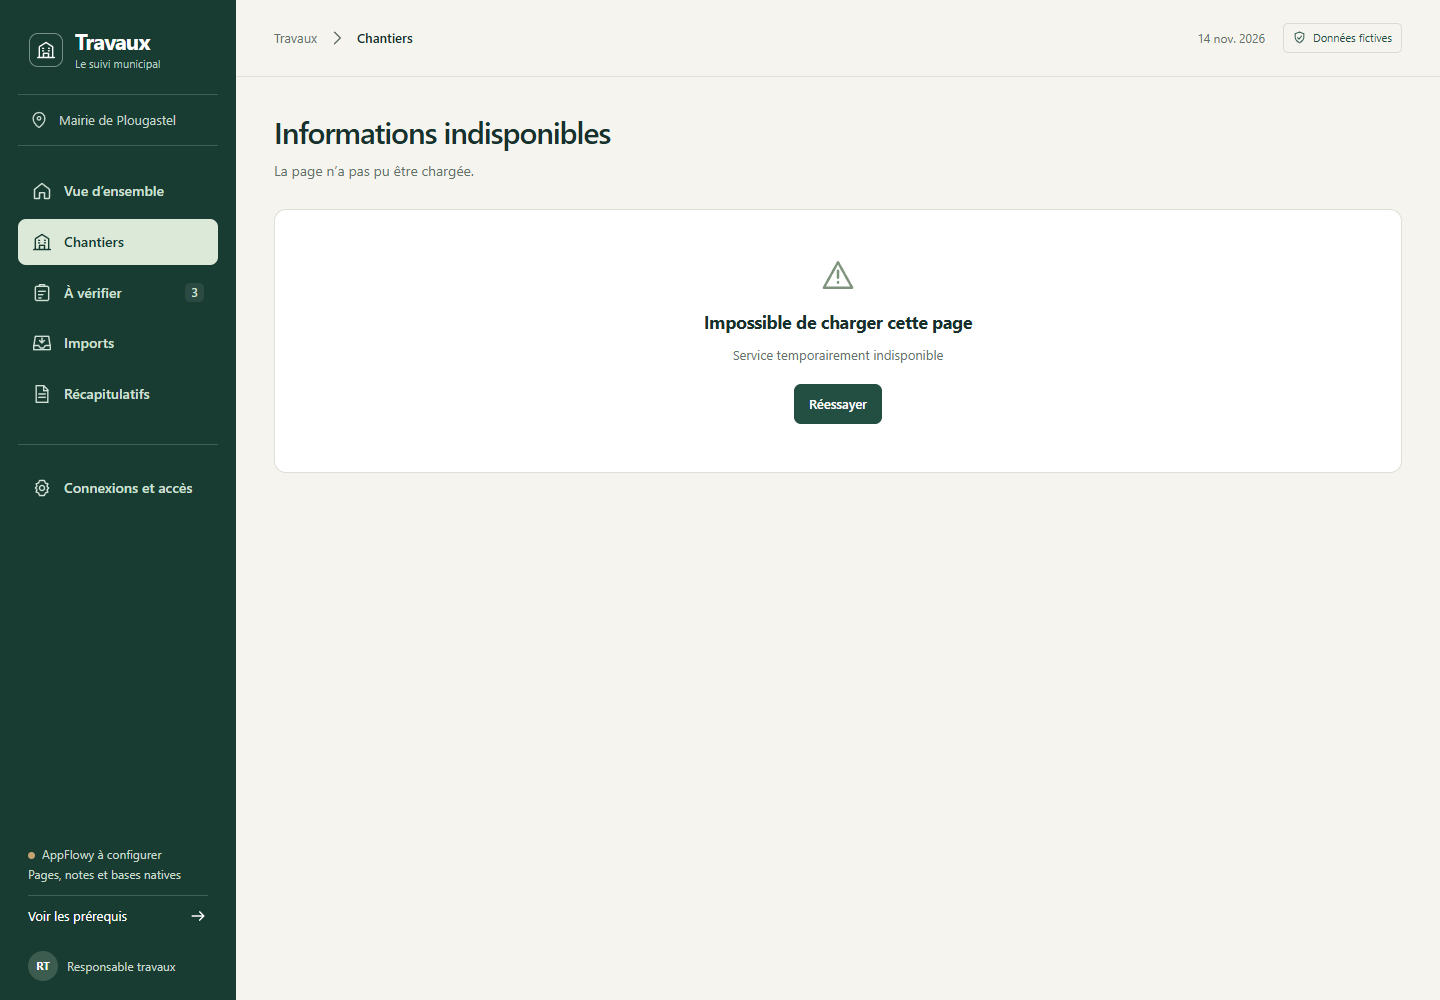 Travaux
Le suivi municipal
Mairie de Plougastel
Vue d’ensemble
Chantiers
À vérifier
3
Imports
Récapitulatifs
Connexions et accès
AppFlowy à configurer
Pages, notes et bases natives
Voir les prérequis
RT
Responsable travaux
Travaux
Chantiers
14 nov. 2026
Données fictives
Informations indisponibles
La page n’a pas pu être chargée.
Impossible de charger cette page
Service temporairement indisponible
Réessayer